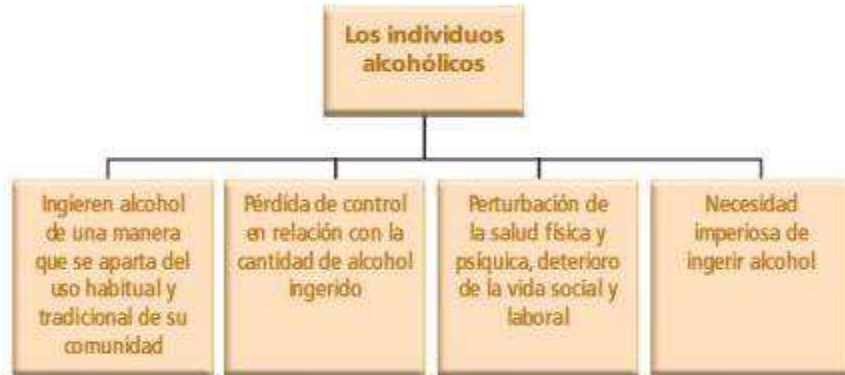 Los individuos
alcohólicos
Ingieren alcohol
de una manera
que se aparta del
uso habitual y
tradicional de su
comunidad
Pérdida de control
en relación con la
cantidad de alcohol
ingerido
Perturbación de
la salud física y
psíquica, deterioro
de la vida social y
laboral
Necesidad
imperiosa de
ingerir alcohol